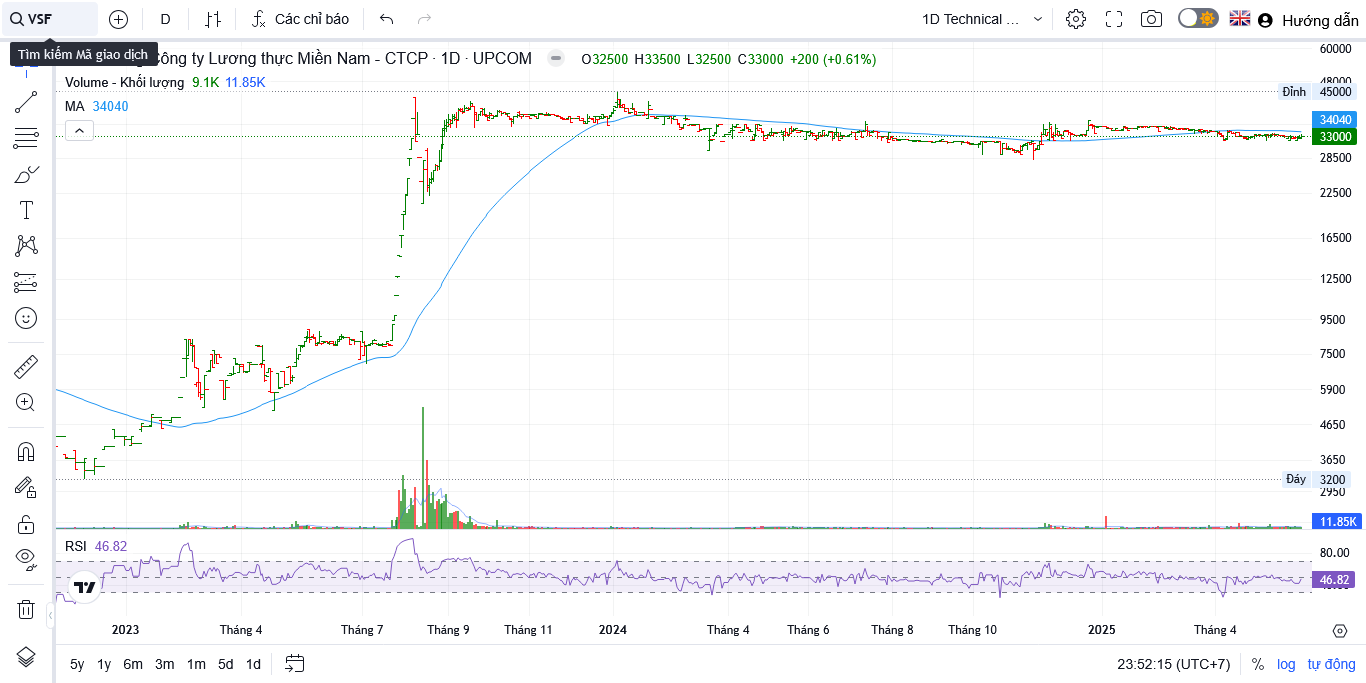 VSF
D
Các chỉ báo
1D Technical ...
Hướng dẫn
Tìm kiếm Mã giao dịch
Công ty Lương thực Miền Nam - CTCP · 1D · UPCOM
O32500 H33500 L32500 C33000 +200 (+0.61%)
Volume - Khối lượng 9.1K 11.85K
MA 34040
60000
48000
Đỉnh 45000
34040
33000
28500
22500
16500
12500
9500
7500
5900
4650
3650
Đáy 3200
2950
11.85K
RSI 46.82
80.00
46.82
2023
Tháng 4
Tháng 7
Tháng 9
Tháng 11
2024
Tháng 4
Tháng 6
Tháng 8
Tháng 10
2025
Tháng 4
5y 1y 6m 3m 1m 5d 1d
23:52:15 (UTC+7)
% log tự động